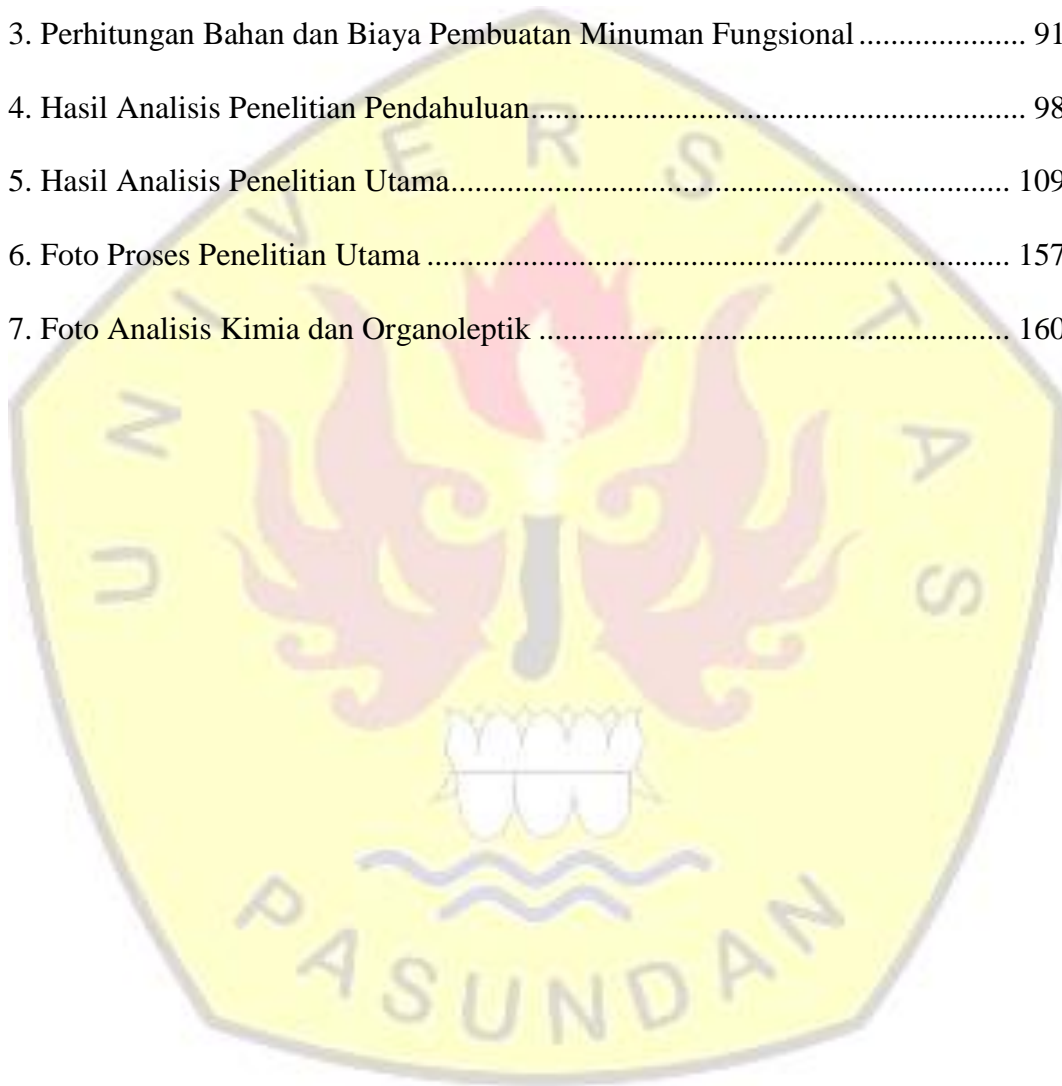 3. Perhitungan Bahan dan Biaya Pembuatan Minuman Fungsional.................... 91
4. Hasil Analisis Penelitian Pendahuluan..................................................... 98
5. Hasil Analisis Penelitian Utama............................................................ 109
6. Foto Proses Penelitian Utama .............................................................. 157
7. Foto Analisis Kimia dan Organoleptik .................................................. 160
UNIVERSITAS
PASUNDAN